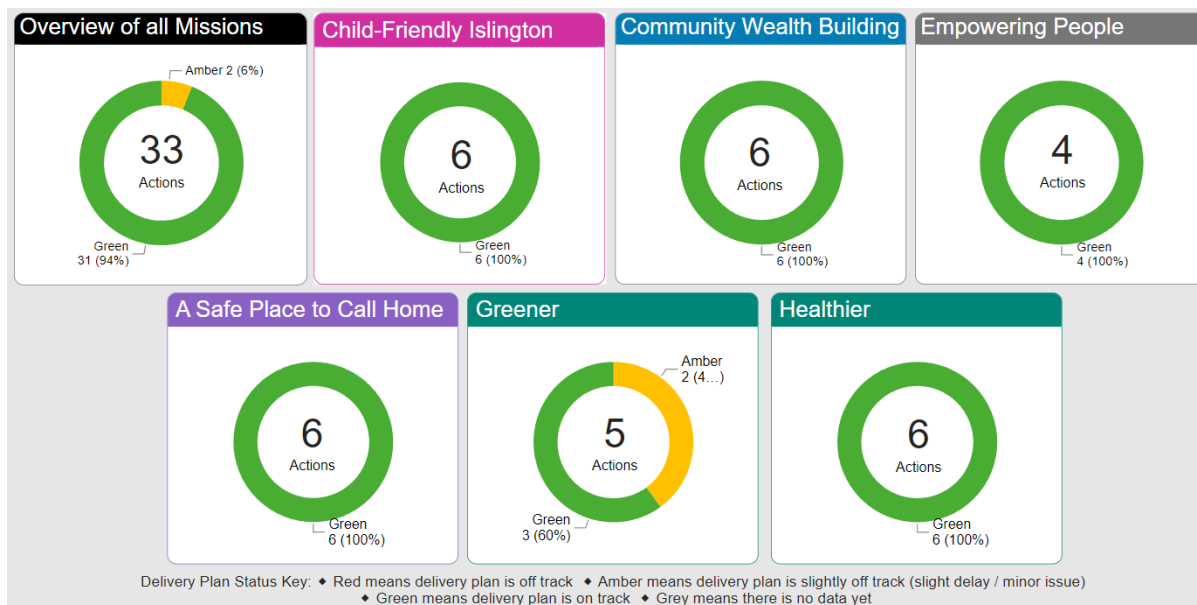 Overview of all Missions
Amber 2 (6%)
33
Actions
Green
31 (94%)
Child-Friendly Islington
6
Actions
Green
6 (100%)
Community Wealth Building
6
Actions
Green
6 (100%)
Empowering People
4
Actions
Green
4 (100%)
A Safe Place to Call Home
6
Actions
Green
6 (100%)
Greener
Amber
2 (4...)
5
Actions
Green
3 (60%)
Healthier
6
Actions
Green
6 (100%)
Delivery Plan Status Key: ◆ Red means delivery plan is off track ◆ Amber means delivery plan is slightly off track (slight delay / minor issue)
◆ Green means delivery plan is on track ◆ Grey means there is no data yet